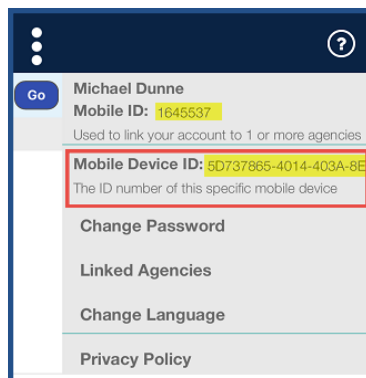 ?
Go
Michael Dunne
Mobile ID: 1645537
Used to link your account to 1 or more agencies
Mobile Device ID: 5D737865-4014-403A-8E
The ID number of this specific mobile device
Change Password
Linked Agencies
Change Language
Privacy Policy